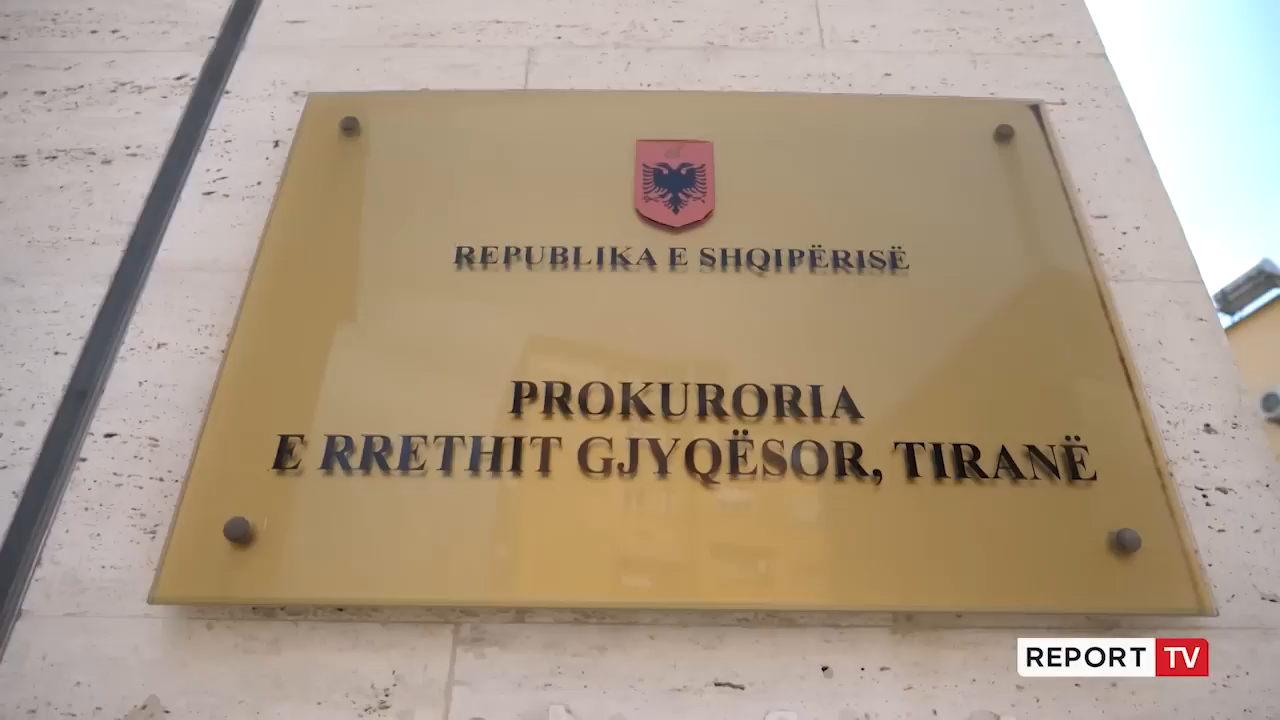 REPUBLIKA E SHQIPËRISË
PROKURORIA
E RRETHIT GJYQËSOR, TIRANË
REPORT TV